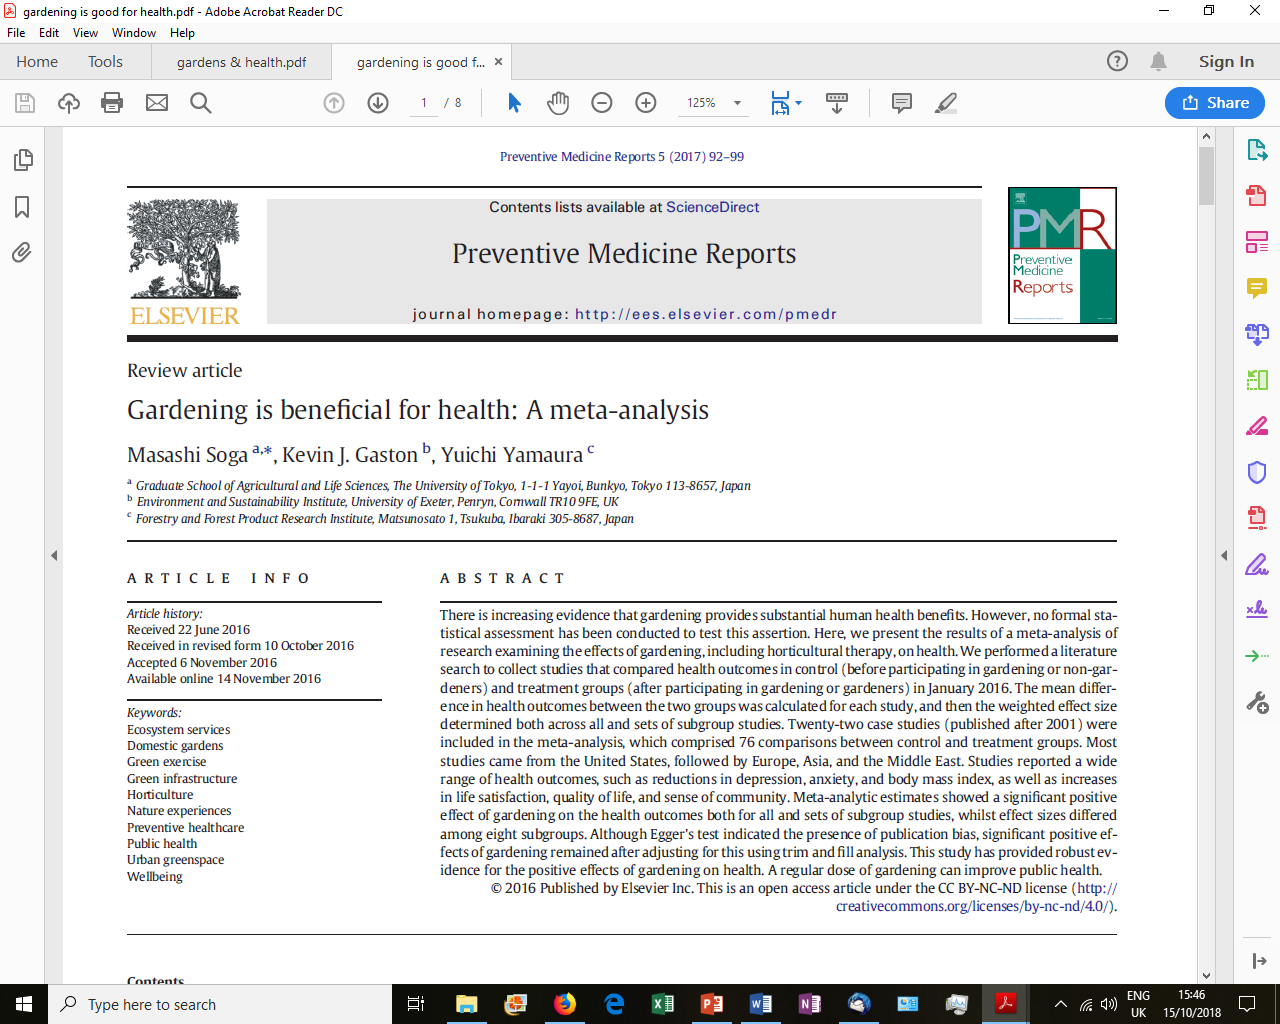 gardening is good for health.pdf - Adobe Acrobat Reader DC
File Edit View Window Help
Home Tools gardens & health.pdf gardening is good f... × Sign In
1 / 8 125% Share
Preventive Medicine Reports 5 (2017) 92–99
Contents lists available at ScienceDirect
Preventive Medicine Reports
journal homepage: http://ees.elsevier.com/pmedr
ELSEVIER
PMR
Preventive
Medicine
Reports
Review article
Gardening is beneficial for health: A meta-analysis
Masashi Soga a,*, Kevin J. Gaston b, Yuichi Yamaura c
a Graduate School of Agricultural and Life Sciences, The University of Tokyo, 1-1-1 Yayoi, Bunkyo, Tokyo 113-8657, Japan
b Environment and Sustainability Institute, University of Exeter, Penryn, Cornwall TR10 9FE, UK
c Forestry and Forest Product Research Institute, Matsunosato 1, Tsukuba, Ibaraki 305-8687, Japan
ARTICLE INFO
Article history:
Received 22 June 2016
Received in revised form 10 October 2016
Accepted 6 November 2016
Available online 14 November 2016
Keywords:
Ecosystem services
Domestic gardens
Green exercise
Green infrastructure
Horticulture
Nature experiences
Preventive healthcare
Public health
Urban greenspace
Wellbeing
ABSTRACT
There is increasing evidence that gardening provides substantial human health benefits. However, no formal sta-
tistical assessment has been conducted to test this assertion. Here, we present the results of a meta-analysis of
research examining the effects of gardening, including horticultural therapy, on health. We performed a literature
search to collect studies that compared health outcomes in control (before participating in gardening or non-gar-
deners) and treatment groups (after participating in gardening or gardeners) in January 2016. The mean differ-
ence in health outcomes between the two groups was calculated for each study, and then the weighted effect size
determined both across all and sets of subgroup studies. Twenty-two case studies (published after 2001) were
included in the meta-analysis, which comprised 76 comparisons between control and treatment groups. Most
studies came from the United States, followed by Europe, Asia, and the Middle East. Studies reported a wide
range of health outcomes, such as reductions in depression, anxiety, and body mass index, as well as increases
in life satisfaction, quality of life, and sense of community. Meta-analytic estimates showed a significant positive
effect of gardening on the health outcomes both for all and sets of subgroup studies, whilst effect sizes differed
among eight subgroups. Although Egger's test indicated the presence of publication bias, significant positive ef-
fects of gardening remained after adjusting for this using trim and fill analysis. This study has provided robust ev-
idence for the positive effects of gardening on health. A regular dose of gardening can improve public health.
© 2016 Published by Elsevier Inc. This is an open access article under the CC BY-NC-ND license (http://
creativecommons.org/licenses/by-nc-nd/4.0/).
Contents
Type here to search
ENG
UK
15:46
15/10/2018